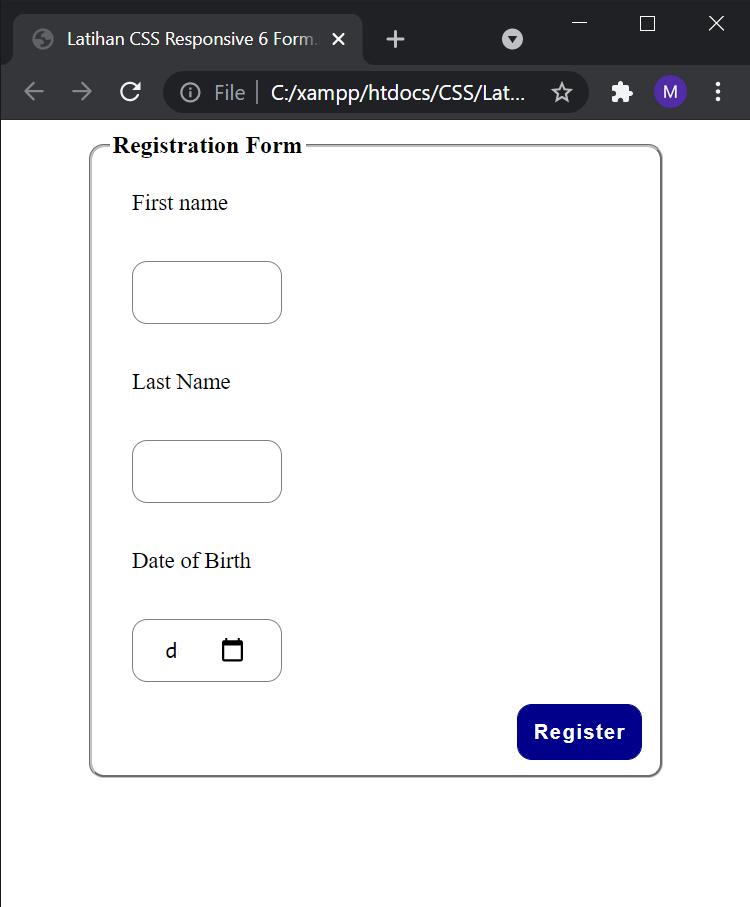 Latihan CSS Responsive 6 Form.
File C:/xampp/htdocs/CSS/Lat... M
Registration Form
First name
Last Name
Date of Birth
d
Register